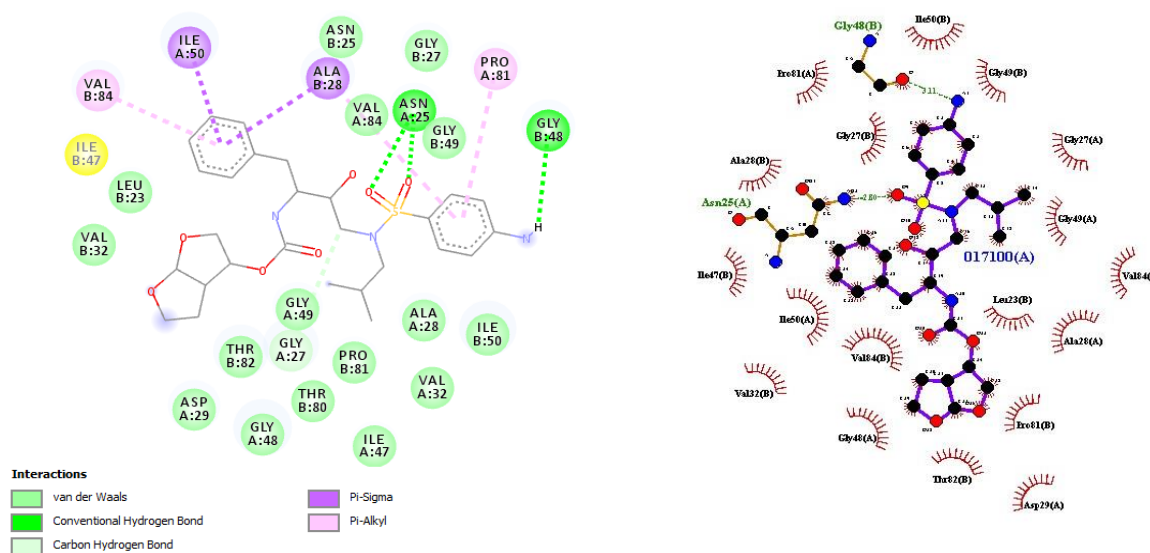 ILE
A:50
ASN
B:25
GLY
B:27
PRO
A:81
VAL
B:84
ALA
B:28
VAL
A:84
ASN
A:25
GLY
B:49
GLY
B:48
ILE
B:47
LEU
B:23
VAL
B:32
O
O
O
S
N
N
N
H
O
O
O
O
GLY
A:49
ALA
A:28
ILE
B:50
THR
B:82
GLY
A:27
PRO
B:81
VAL
A:32
ASP
A:29
THR
B:80
GLY
A:48
ILE
A:47
Interactions
van der Waals
Conventional Hydrogen Bond
Carbon Hydrogen Bond
Pi-Sigma
Pi-Alkyl
Gly48(B)
Ile50(B)
Pro81(A)
Gly49(B)
3.11
Gly27(B)
Gly27(A)
Ala28(B)
Asn25(A)
2.80
Gly49(A)
017100(A)
Ile47(B)
Val84(
Ile50(A)
Leu23(B)
Ala28(A)
Val84(B)
Val32(B)
Gly48(A)
Pro81(B)
Thr82(B)
Asp29(A)